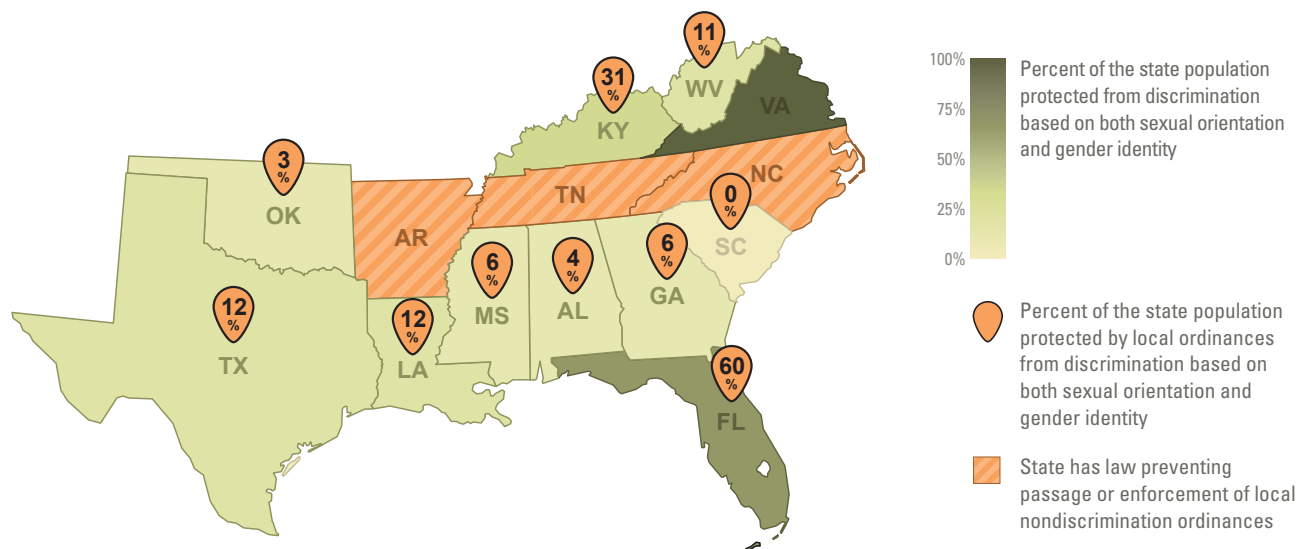 11
%
31
%
WV
VA
KY
3
%
OK
TN
NC
0
%
AR
SC
6
%
4
%
6
%
MS
AL
GA
12
%
TX
12
%
LA
60
%
FL
100%
75%
50%
25%
0%
Percent of the state population
protected from discrimination
based on both sexual orientation
and gender identity
Percent of the state population
protected by local ordinances
from discrimination based on
both sexual orientation and
gender identity
State has law preventing
passage or enforcement of local
nondiscrimination ordinances